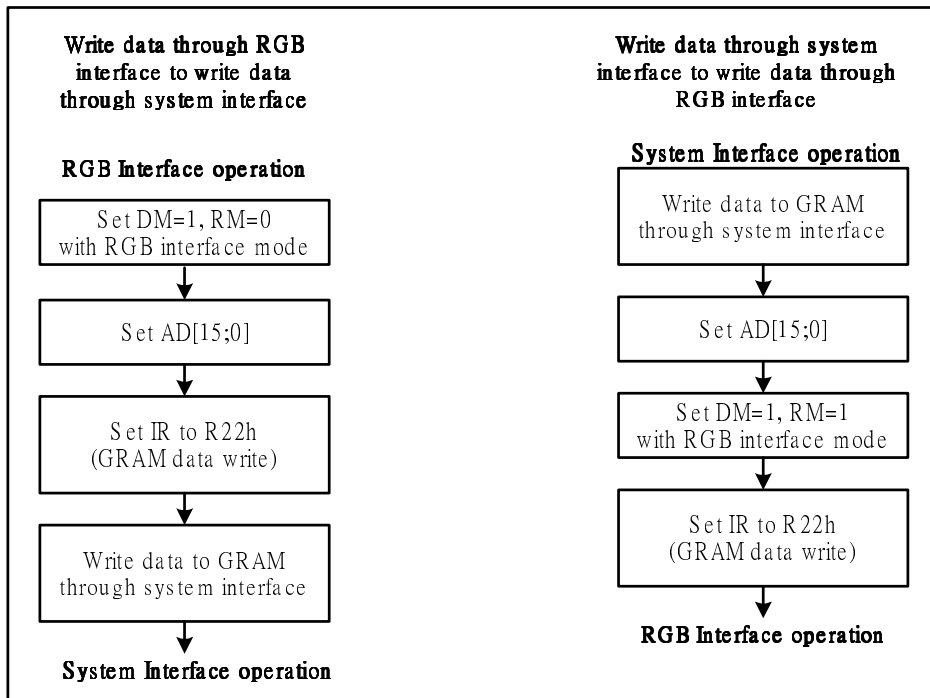 Write data through RGB
interface to write data
through system interface
RGB Interface operation
Set DM=1, RM=0
with RGB interface mode
Set AD[15;0]
Set IR to R22h
(GRAM data write)
Write data to GRAM
through system interface
System Interface operation
Write data through system
interface to write data through
RGB interface
System Interface operation
Write data to GRAM
through system interface
Set AD[15;0]
Set DM=1, RM=1
with RGB interface mode
Set IR to R22h
(GRAM data write)
RGB Interface operation